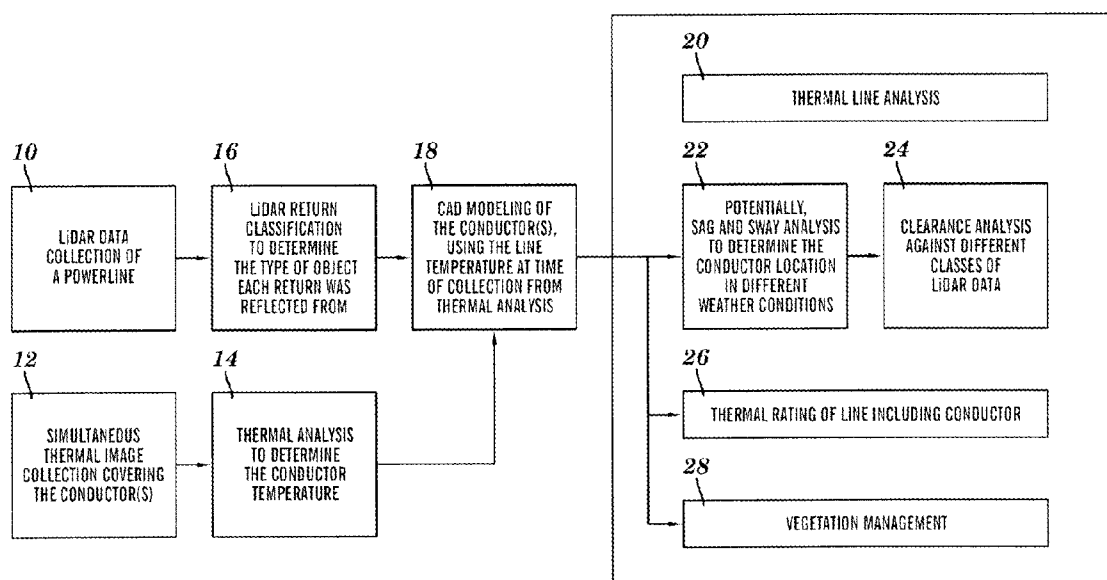 20
THERMAL LINE ANALYSIS
10
LiDAR DATA
COLLECTION OF
A POWERLINE
16
LiDAR RETURN
CLASSIFICATION
TO DETERMINE
THE TYPE OF OBJECT
EACH RETURN WAS
REFLECTED FROM
18
CAD MODELING OF
THE CONDUCTOR(S),
USING THE LINE
TEMPERATURE AT TIME
OF COLLECTION FROM
THERMAL ANALYSIS
22
POTENTIALLY,
SAG AND SWAY ANALYSIS
TO DETERMINE THE
CONDUCTOR LOCATION
IN DIFFERENT
WEATHER CONDITIONS
24
CLEARANCE ANALYSIS
AGAINST DIFFERENT
CLASSES OF
LiDAR DATA
12
SIMULTANEOUS
THERMAL IMAGE
COLLECTION COVERING
THE CONDUCTOR(S)
14
THERMAL ANALYSIS
TO DETERMINE
THE CONDUCTOR
TEMPERATURE
26
THERMAL RATING OF LINE INCLUDING CONDUCTOR
28
VEGETATION MANAGEMENT